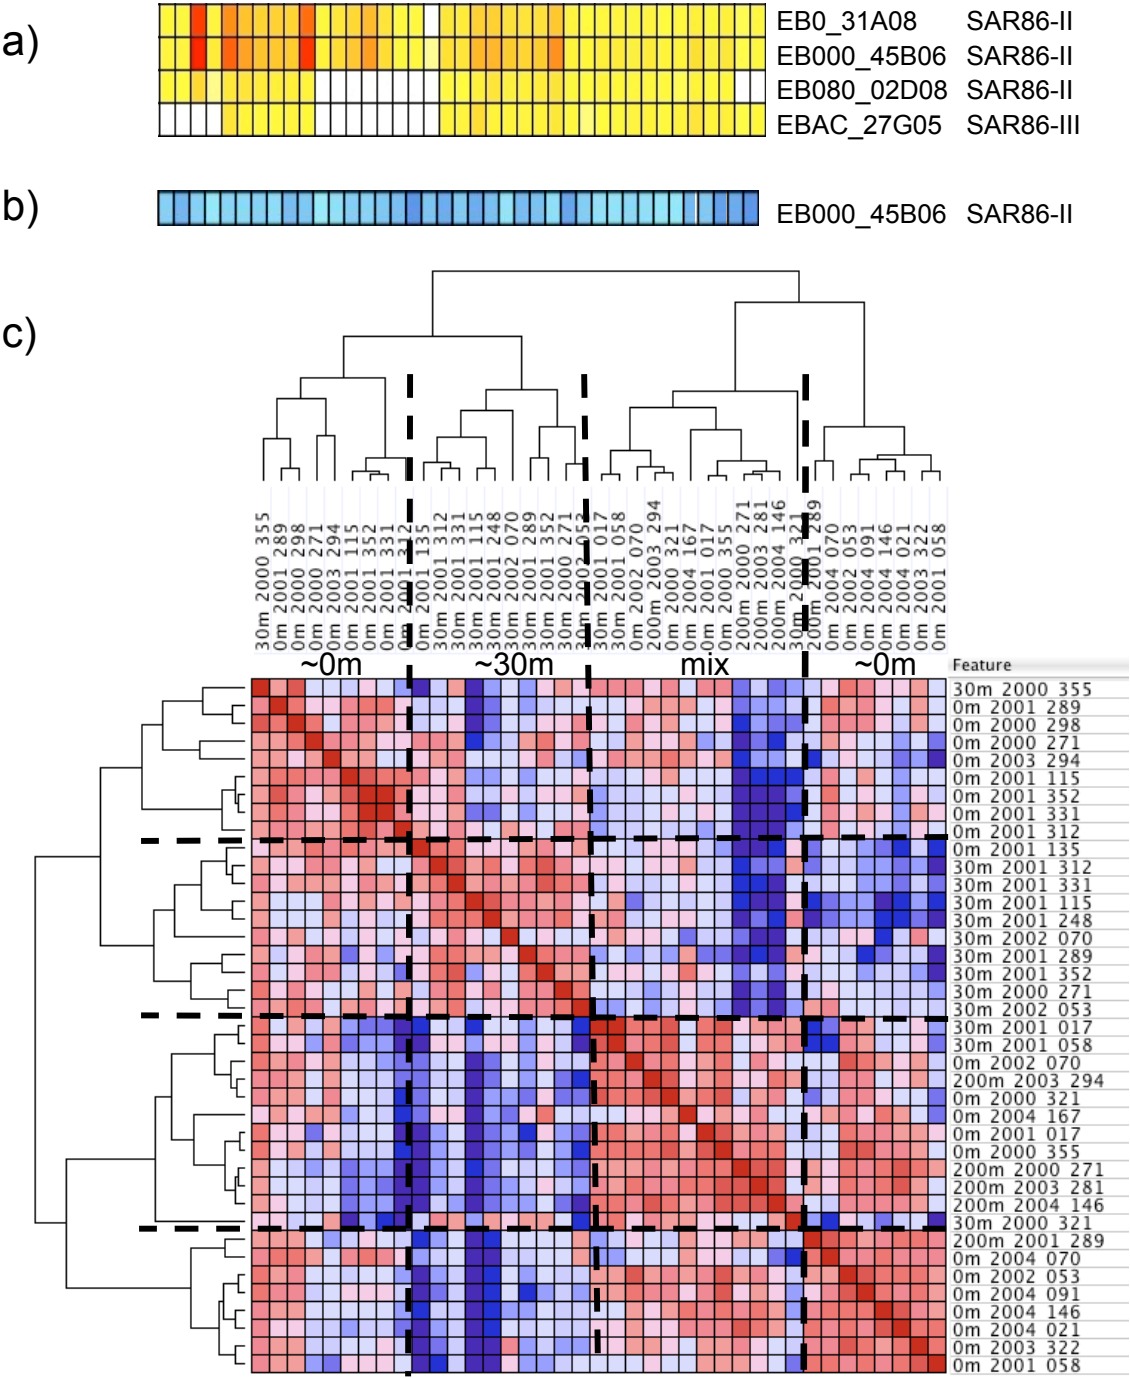 a)
EB0_31A08 SAR86-II
EB000_45B06 SAR86-II
EB080_02D08 SAR86-II
EBAC_27G05 SAR86-III
b)
EB000_45B06 SAR86-II
c)
30m 2000 355
0m 2001 289
0m 2000 298
0m 2000 271
0m 2003 294
0m 2001 115
0m 2001 352
0m 2001 331
0m 2001 312
0m 2001 135
30m 2001 312
30m 2001 331
30m 2001 115
30m 2001 248
30m 2002 070
30m 2001 289
30m 2001 352
30m 2000 271
30m 2002 053
30m 2001 017
30m 2001 058
0m 2002 070
200m 2003 294
0m 2000 321
0m 2004 167
0m 2001 017
0m 2000 355
200m 2000 271
200m 2003 281
200m 2004 146
30m 2000 321
200m 2001 289
0m 2004 070
0m 2002 053
0m 2004 091
0m 2004 146
0m 2004 021
0m 2003 322
0m 2001 058
~0m ~30m mix ~0m
Feature
30m 2000 355
0m 2001 289
0m 2000 298
0m 2000 271
0m 2003 294
0m 2001 115
0m 2001 352
0m 2001 331
0m 2001 312
0m 2001 135
30m 2001 312
30m 2001 331
30m 2001 115
30m 2001 248
30m 2002 070
30m 2001 289
30m 2001 352
30m 2000 271
30m 2002 053
30m 2001 017
30m 2001 058
0m 2002 070
200m 2003 294
0m 2000 321
0m 2004 167
0m 2001 017
0m 2000 355
200m 2000 271
200m 2003 281
200m 2004 146
30m 2000 321
200m 2001 289
0m 2004 070
0m 2002 053
0m 2004 091
0m 2004 146
0m 2004 021
0m 2003 322
0m 2001 058